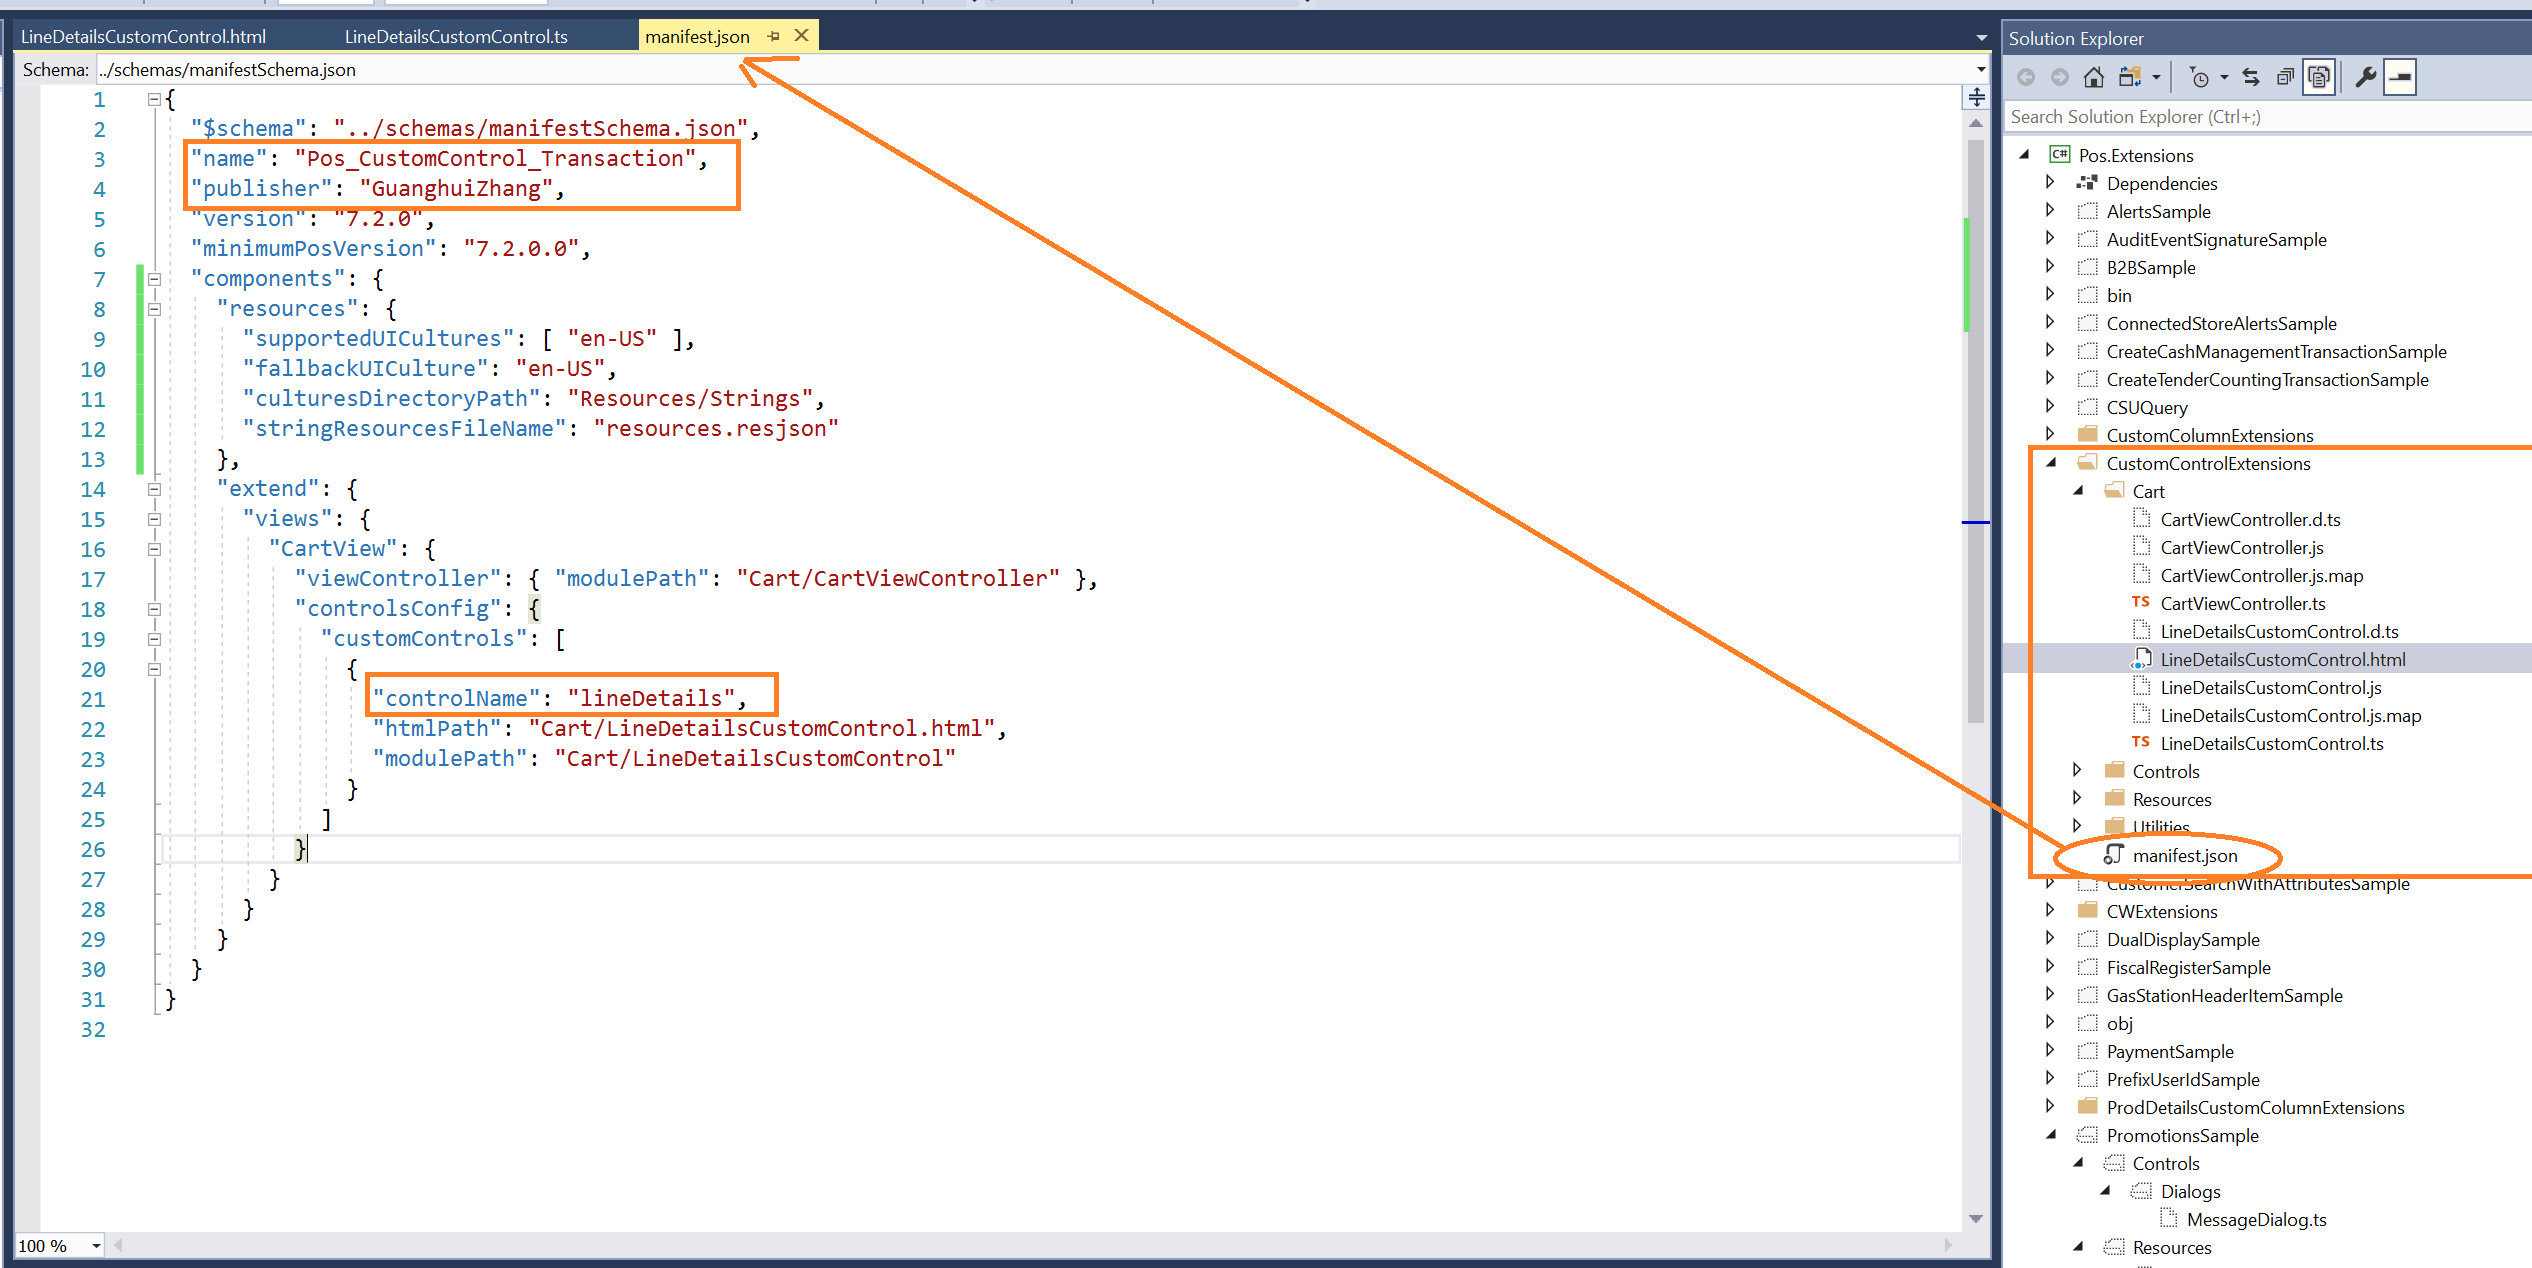 LineDetailsCustomControl.html
LineDetailsCustomControl.ts
manifest.json
Schema: ../schemas/manifestSchema.json
1 {
2 "$schema": "../schemas/manifestSchema.json",
3 "name": "Pos_CustomControl_Transaction",
4 "publisher": "GuanghuiZhang",
5 "version": "7.2.0",
6 "minimumPosVersion": "7.2.0.0",
7 "components": {
8 "resources": {
9 "supportedUICultures": [ "en-US" ],
10 "fallbackUICulture": "en-US",
11 "culturesDirectoryPath": "Resources/Strings",
12 "stringResourcesFileName": "resources.resjson"
13 },
14 "extend": {
15 "views": {
16 "CartView": {
17 "viewController": { "modulePath": "Cart/CartViewController" },
18 "controlsConfig": {
19 "customControls": [
20 {
21 "controlName": "lineDetails",
22 "htmlPath": "Cart/LineDetailsCustomControl.html",
23 "modulePath": "Cart/LineDetailsCustomControl"
24 }
25 ]
26 }
27 }
28 }
29 }
30 }
31 }
32
100 %
Solution Explorer
Search Solution Explorer (Ctrl+;)
C# Pos.Extensions
Dependencies
AlertsSample
AuditEventSignatureSample
B2BSample
bin
ConnectedStoreAlertsSample
CreateCashManagementTransactionSample
CreateTenderCountingTransactionSample
CSUQuery
CustomColumnExtensions
CustomControlExtensions
Cart
CartViewController.d.ts
CartViewController.js
CartViewController.js.map
TS CartViewController.ts
LineDetailsCustomControl.d.ts
LineDetailsCustomControl.html
LineDetailsCustomControl.js
LineDetailsCustomControl.js.map
TS LineDetailsCustomControl.ts
Controls
Resources
Utilities
manifest.json
CustomerSearchWithAttributesSample
CWExtensions
DualDisplaySample
FiscalRegisterSample
GasStationHeaderItemSample
obj
PaymentSample
PrefixUserIdSample
ProdDetailsCustomColumnExtensions
PromotionsSample
Controls
Dialogs
MessageDialog.ts
Resources